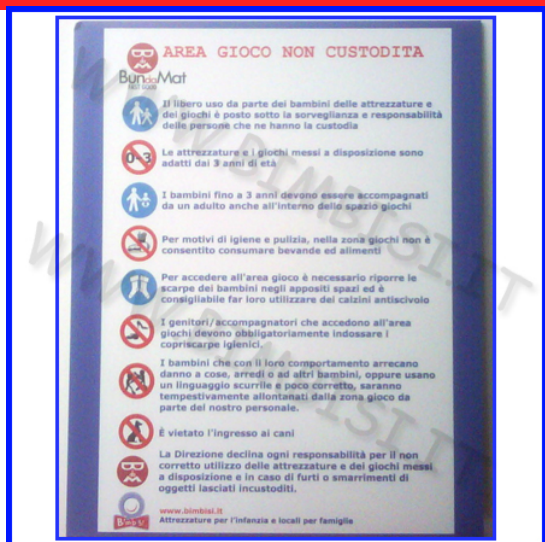 AREA GIOCO NON CUSTODITA
BundaMat
Il libero uso da parte dei bambini delle attrezzature e
dei giochi è posto sotto la sorveglianza e responsabilità
delle persone che ne hanno la custodia
0-3
Le attrezzature e i giochi messi a disposizione sono
adatti dai 3 anni di età
I bambini fino a 3 anni devono essere accompagnati
da un adulto anche all'interno dello spazio giochi
Per motivi di igiene e pulizia, nella zona giochi non è
consentito consumare bevande ed alimenti
Per accedere all'area gioco è necessario riporre le
scarpe dei bambini negli appositi spazi ed è
consigliabile far loro utilizzare dei calzini antiscivolo
I genitori/accompagnatori che accedono all'area
giochi devono obbligatoriamente indossare i
copriscarpe igienici.
I bambini che con il loro comportamento arrecano
danno a cose, arredi o ad altri bambini, oppure usano
un linguaggio scurrile e poco corretto, saranno
tempestivamente allontanati dalla zona gioco da
parte del nostro personale.
È vietato l'ingresso ai cani
La Direzione declina ogni responsabilità per il non
corretto utilizzo delle attrezzature e dei giochi messi
a disposizione e in caso di furti o smarrimenti di
oggetti lasciati incustoditi.
Bimbi si
www.bimbisi.it
Attrezzature per l'infanzia e locali per famiglie
WWW.BIMBISI.IT
WWW.BIMBISI.IT